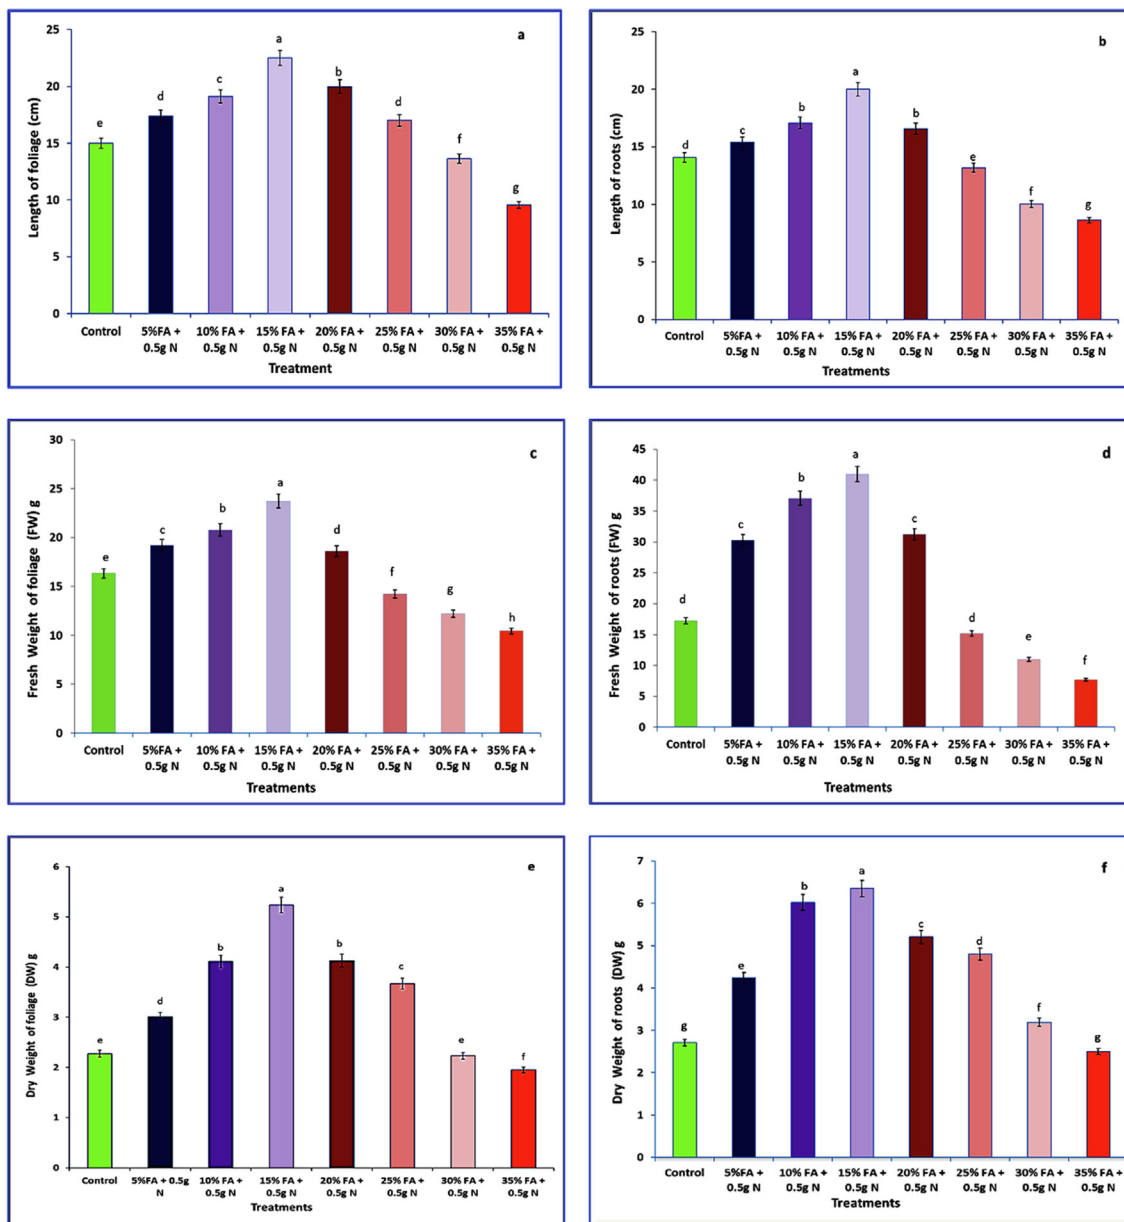 a
Length of foliage (cm)
25
20
15
10
5
0
e
d
c
a
b
d
f
g
Control
5%FA +
0.5g N
10% FA +
0.5g N
15% FA +
0.5g N
20% FA +
0.5g N
25% FA +
0.5g N
30% FA +
0.5g N
35% FA +
0.5g N
Treatment
b
Length of roots (cm)
25
20
15
10
5
0
d
c
b
a
b
e
f
g
Control
5%FA +
0.5g N
10% FA +
0.5g N
15% FA +
0.5g N
20% FA +
0.5g N
25% FA +
0.5g N
30% FA +
0.5g N
35% FA +
0.5g N
Treatments
c
Fresh Weight of foliage (FW) g
30
25
20
15
10
5
0
e
c
b
a
d
f
g
h
Control
5%FA +
0.5g N
10% FA +
0.5g N
15% FA +
0.5g N
20% FA +
0.5g N
25% FA +
0.5g N
30% FA +
0.5g N
35% FA +
0.5g N
Treatments
d
Fresh Weight of roots (FW) g
45
40
35
30
25
20
15
10
5
0
d
c
b
a
c
d
e
f
Control
5%FA +
0.5g N
10% FA +
0.5g N
15% FA +
0.5g N
20% FA +
0.5g N
25% FA +
0.5g N
30% FA +
0.5g N
35% FA +
0.5g N
Treatments
e
Dry Weight of foliage (DW) g
6
5
4
3
2
1
0
e
d
b
a
b
c
e
f
Control
5%FA + 0.5g
N
10% FA +
0.5g N
15% FA +
0.5g N
20% FA +
0.5g N
25% FA +
0.5g N
30% FA +
0.5g N
35% FA +
0.5g N
Treatments
f
Dry Weight of roots (DW) g
7
6
5
4
3
2
1
0
g
e
b
a
c
d
f
g
Control
5%FA +
0.5g N
10% FA +
0.5g N
15% FA +
0.5g N
20% FA +
0.5g N
25% FA +
0.5g N
30% FA +
0.5g N
35% FA +
0.5g N
Treatments